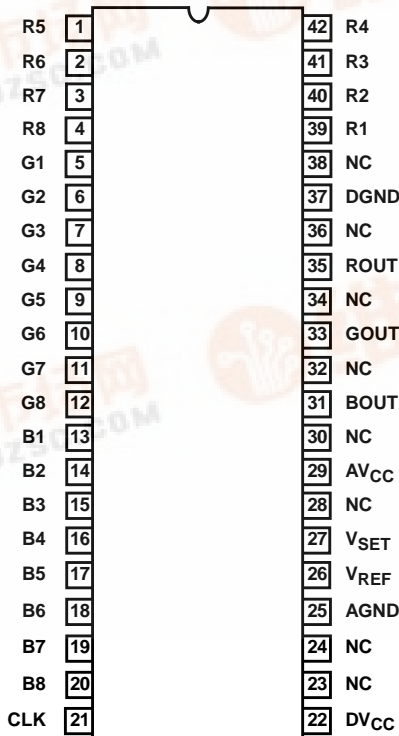 R5 1 42 R4
R6 2 41 R3
R7 3 40 R2
R8 4 39 R1
G1 5 38 NC
G2 6 37 DGND
G3 7 36 NC
G4 8 35 ROUT
G5 9 34 NC
G6 10 33 GOUT
G7 11 32 NC
G8 12 31 BOUT
B1 13 30 NC
B2 14 29 AVCC
B3 15 28 NC
B4 16 27 VSET
B5 17 26 VREF
B6 18 25 AGND
B7 19 24 NC
B8 20 23 NC
CLK 21 22 DVCC